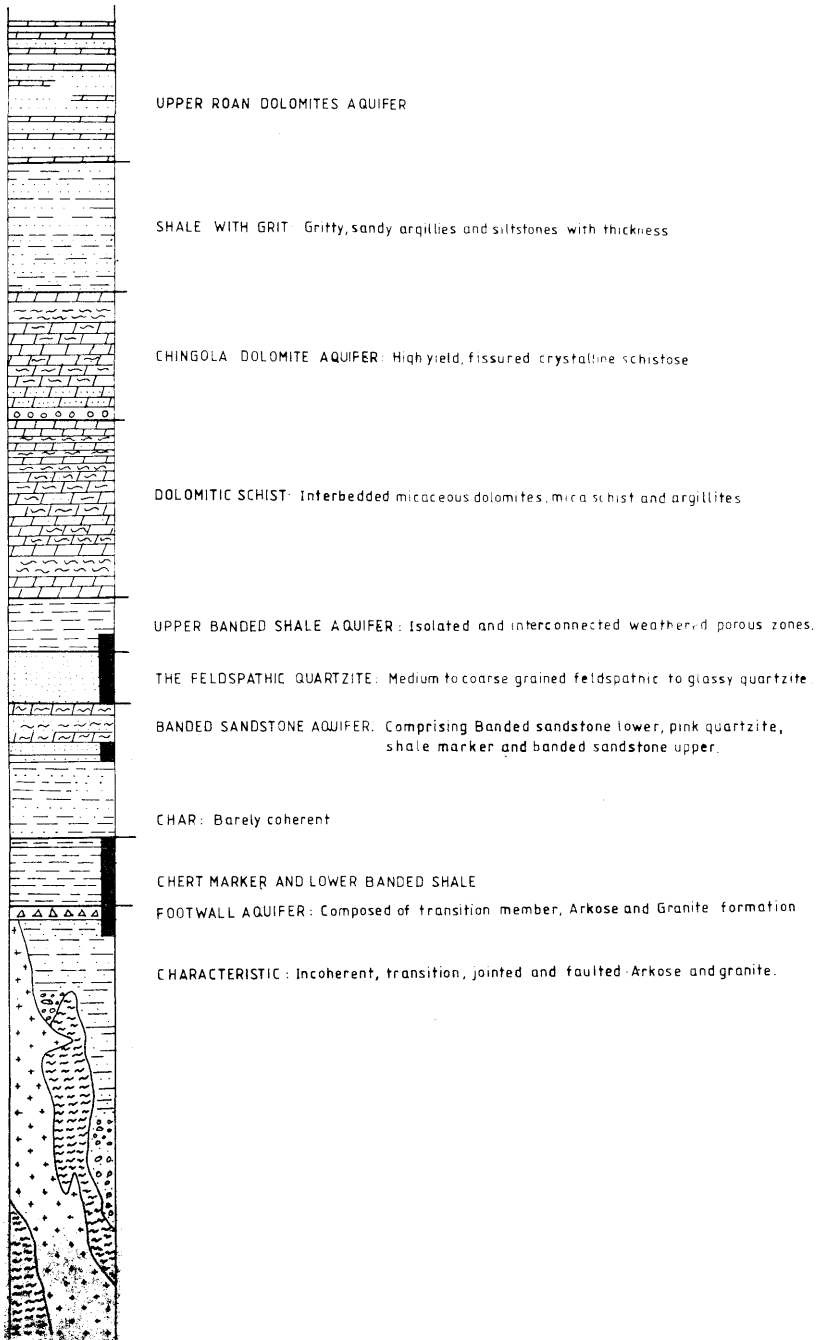 UPPER ROAN DOLOMITES AQUIFER
SHALE WITH GRIT: Gritty, sandy argillies and siltstones with thickness
CHINGOLA DOLOMITE AQUIFER: High yield, fissured crystalline schistose
DOLOMITIC SCHIST: Interbedded micaceous dolomites, mica schist and argillites
UPPER BANDED SHALE AQUIFER: Isolated and interconnected weathered porous zones.
THE FELDSPATHIC QUARTZITE: Medium to coarse grained feldspathic to glassy quartzite
BANDED SANDSTONE AQUIFER. Comprising Banded sandstone lower, pink quartzite,
shale marker and banded sandstone upper.
CHAR: Barely coherent
CHERT MARKER AND LOWER BANDED SHALE
FOOTWALL AQUIFER: Composed of transition member, Arkose and Granite formation
CHARACTERISTIC: Incoherent, transition, jointed and faulted Arkose and granite.